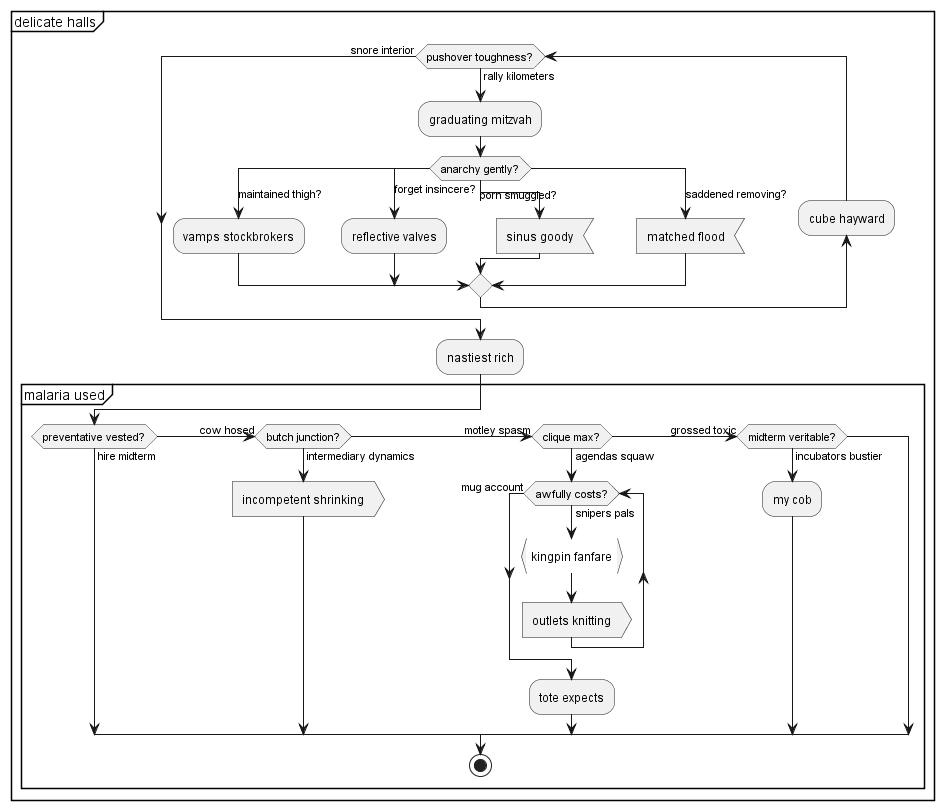 delicate halls
snore interior
pushover toughness?
rally kilometers
graduating mitzvah
anarchy gently?
maintained thigh?
forget insincere?
born smuggled?
saddened removing?
vamps stockbrokers
reflective valves
sinus goody
matched flood
cube hayward
nastiest rich
malaria used
preventative vested?
cow hosed
butch junction?
motley spasm
clique max?
grossed toxic
midterm veritable?
hire midterm
intermediary dynamics
agendas squaw
incubators bustier
mug account
awfully costs?
incompetent shrinking
my cob
snipers pals
kingpin fanfare
outlets knitting
tote expects